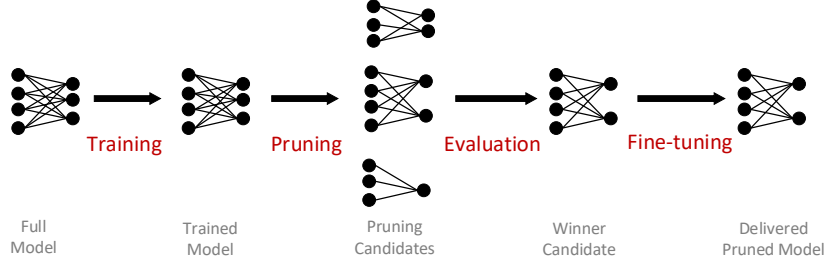 Training
Pruning
Evaluation
Fine-tuning
Full
Model
Trained
Model
Pruning
Candidates
Winner
Candidate
Delivered
Pruned Model